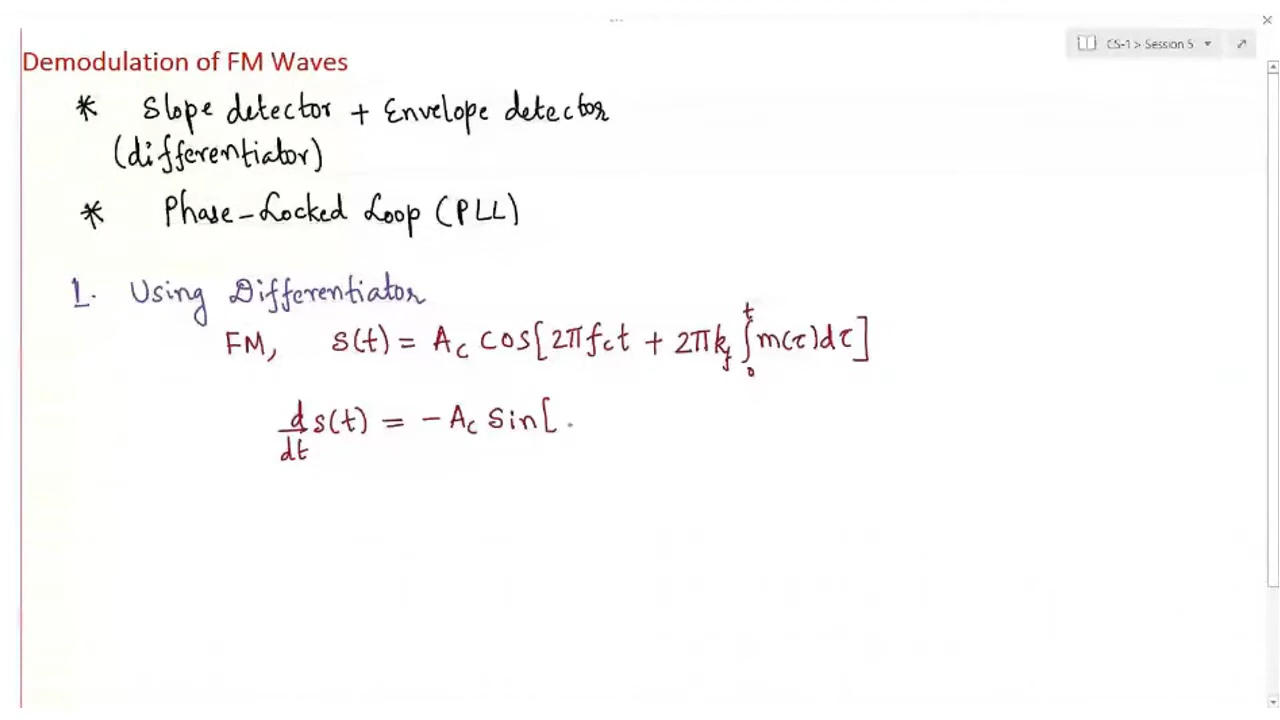 CS-1 > Session 5
Demodulation of FM Waves
* Slope detector + Envelope detector
(differentiator)
* Phase-Locked Loop (PLL)
1. Using Differentiator
FM, s(t) = A_c cos[2πf_c t + 2πk_f ∫_0^t m(τ)dτ]
d/dt s(t) = - A_c Sin[